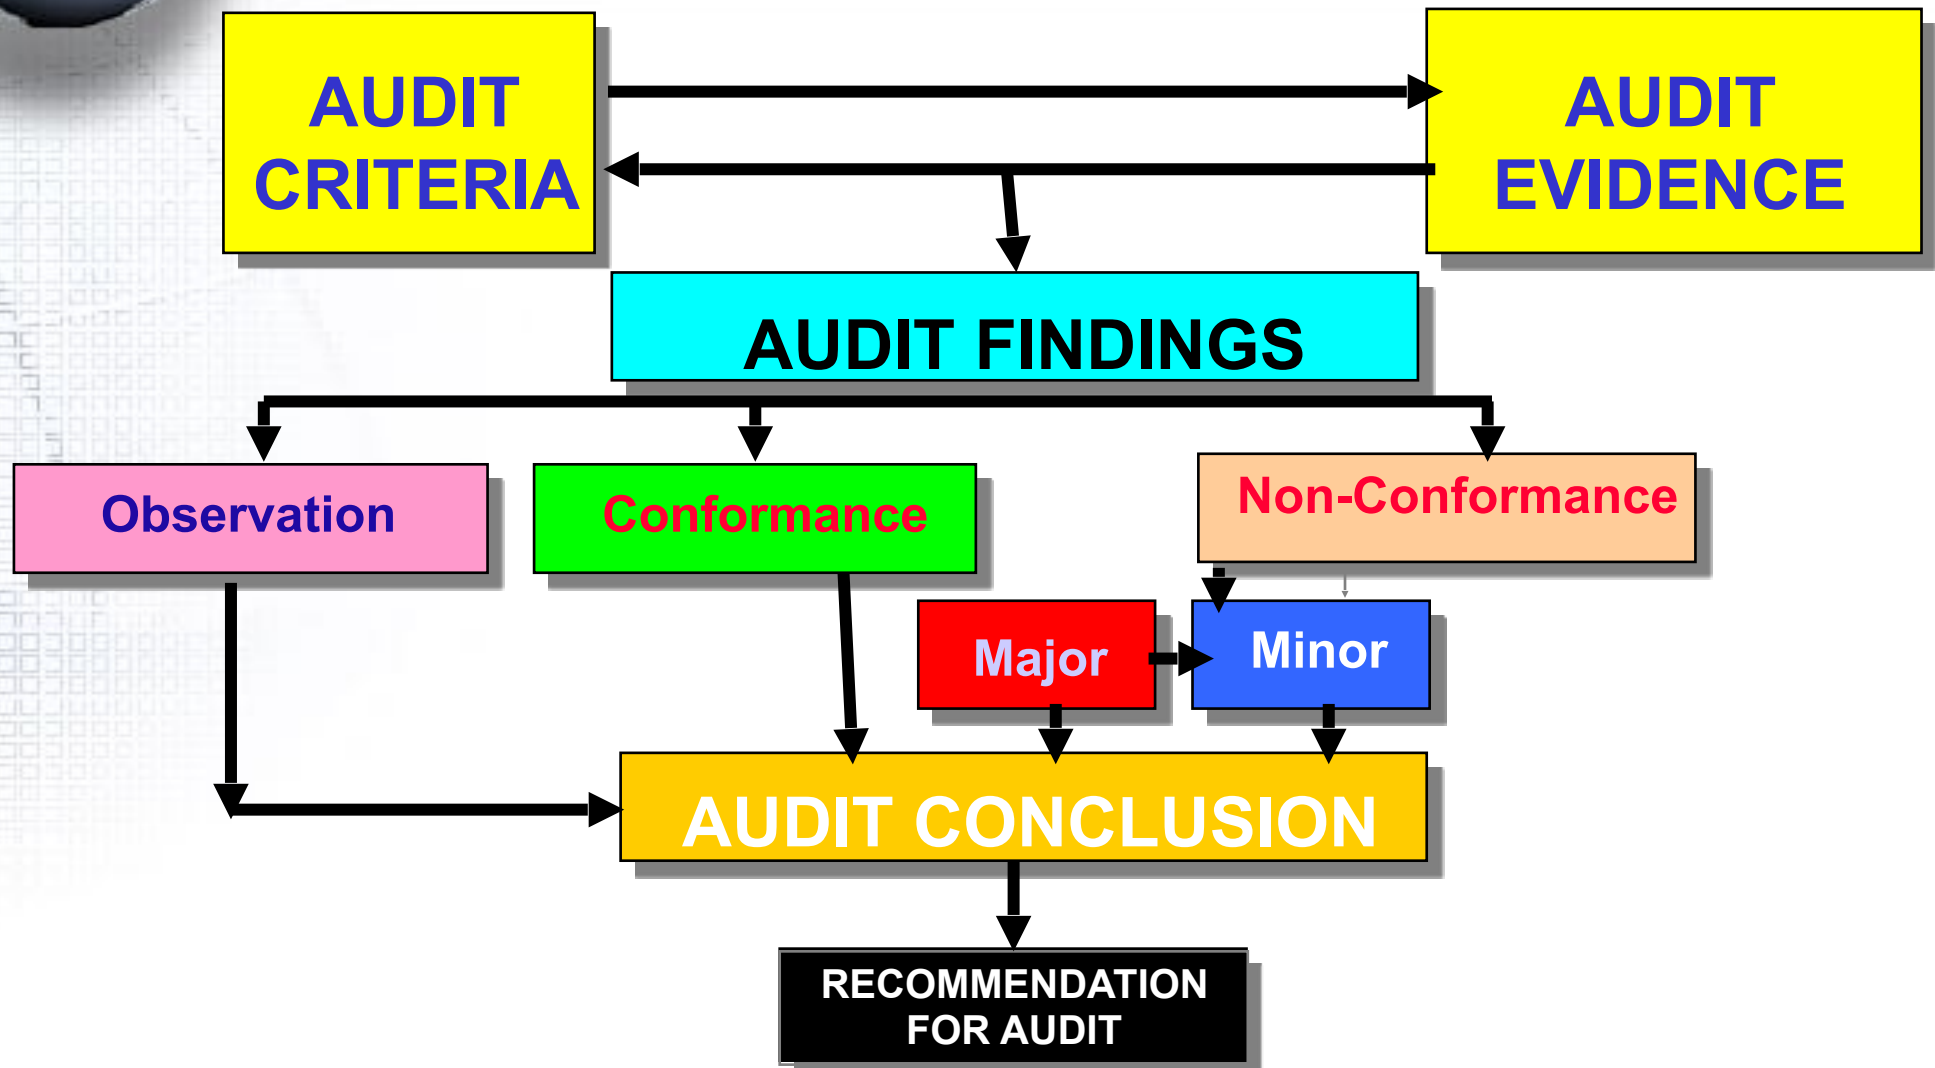 AUDIT
CRITERIA
AUDIT
EVIDENCE
AUDIT FINDINGS
Observation
Conformance
Non-Conformance
Major
Minor
AUDIT CONCLUSION
RECOMMENDATION
FOR AUDIT